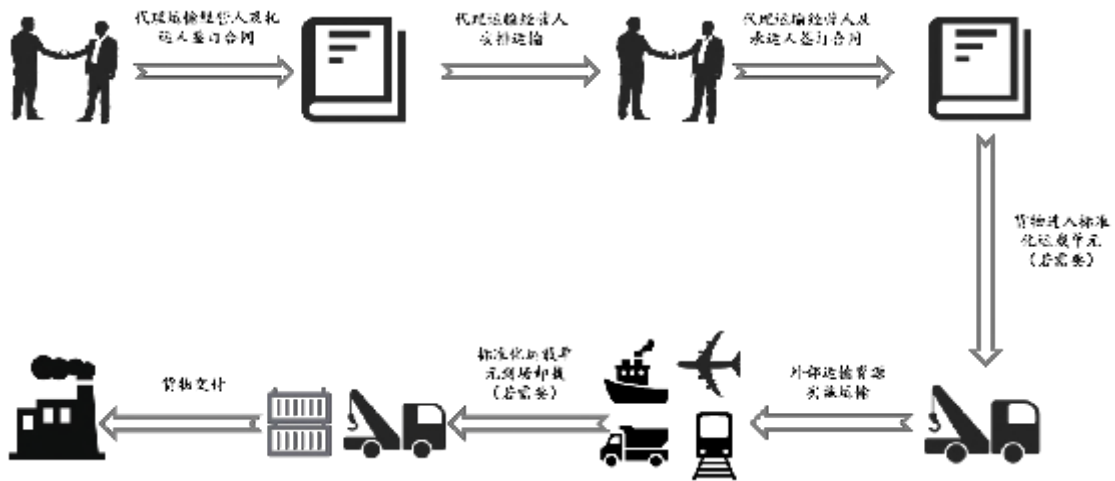 代理运输经营人及托
运人签订合同
代理运输经营人
安排运输
代理运输经营人及
承运人签订合同
货物进入标准
化运载单元
(若需要)
外部运输资源
实施运输
标准化运载单
元到场卸载
(若需要)
货物交付